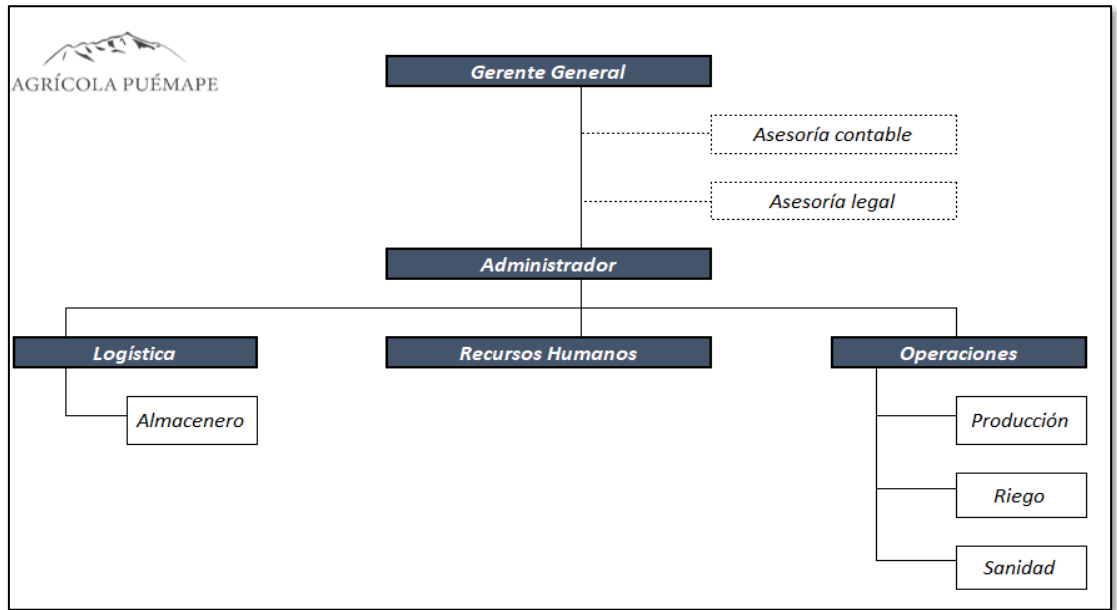 AGRÍCOLA PUÉMAPE
Gerente General
Asesoría contable
Asesoría legal
Administrador
Logística
Recursos Humanos
Operaciones
Almacenero
Producción
Riego
Sanidad